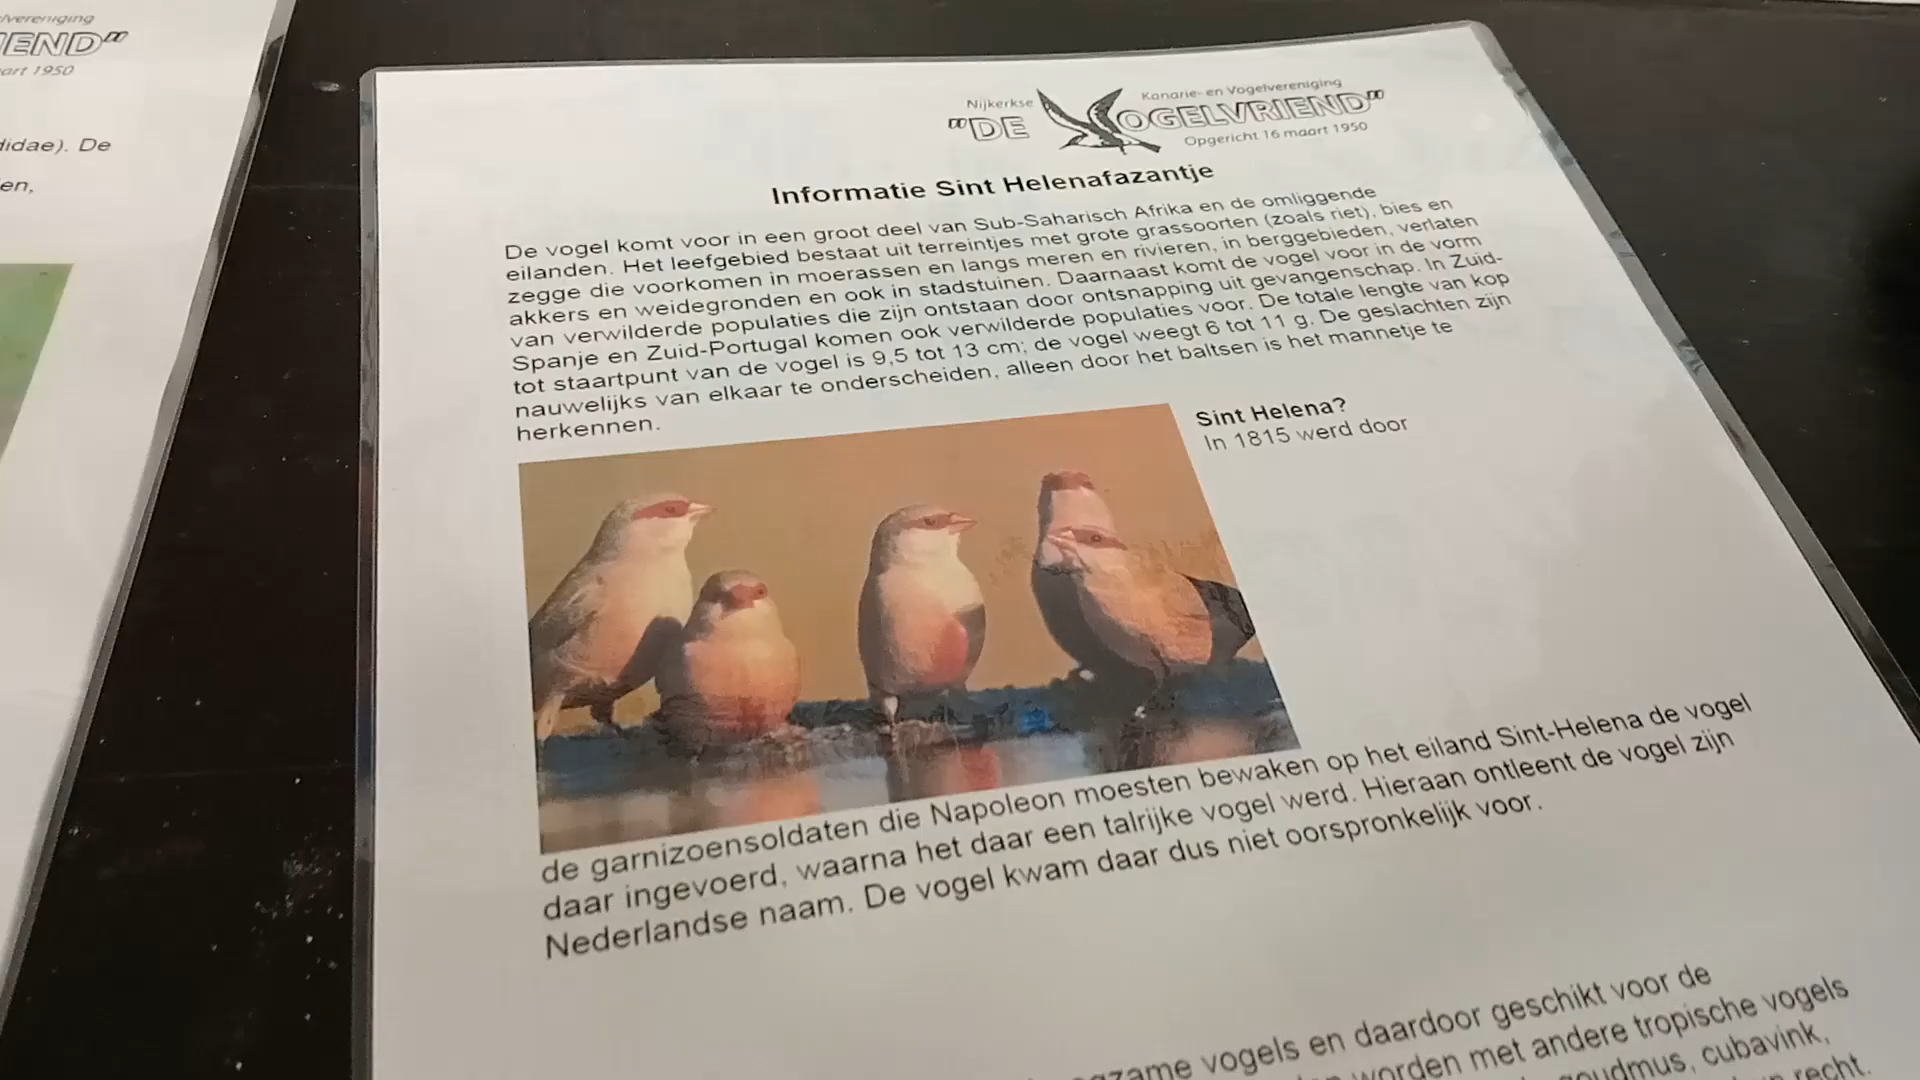 vereniging
IEND"
art 1950
didae). De
en,
Nijkerkse
Kanarie- en Vogelvereniging
"DE VOGELVRIEND"
Opgericht 16 maart 1950
Informatie Sint Helenafazantje
De vogel komt voor in een groot deel van Sub-Saharisch Afrika en de omliggende
eilanden. Het leefgebied bestaat uit terreintjes met grote grassoorten (zoals riet), bies en
zegge die voorkomen in moerassen en langs meren en rivieren, in berggebieden, verlaten
akkers en weidegronden en ook in stadstuinen. Daarnaast komt de vogel voor in de vorm
van verwilderde populaties die zijn ontstaan door ontsnapping uit gevangenschap. In Zuid-
Spanje en Zuid-Portugal komen ook verwilderde populaties voor. De totale lengte van kop
tot staartpunt van de vogel is 9,5 tot 13 cm; de vogel weegt 6 tot 11 g. De geslachten zijn
nauwelijks van elkaar te onderscheiden, alleen door het baltsen is het mannetje te
herkennen.
Sint Helena?
In 1815 werd door
de garnizoensoldaten die Napoleon moesten bewaken op het eiland Sint-Helena de vogel
daar ingevoerd, waarna het daar een talrijke vogel werd. Hieraan ontleent de vogel zijn
Nederlandse naam. De vogel kwam daar dus niet oorspronkelijk voor.
vogels en daardoor geschikt voor de
worden met andere tropische vogels
goudmus, cubavink,
recht.